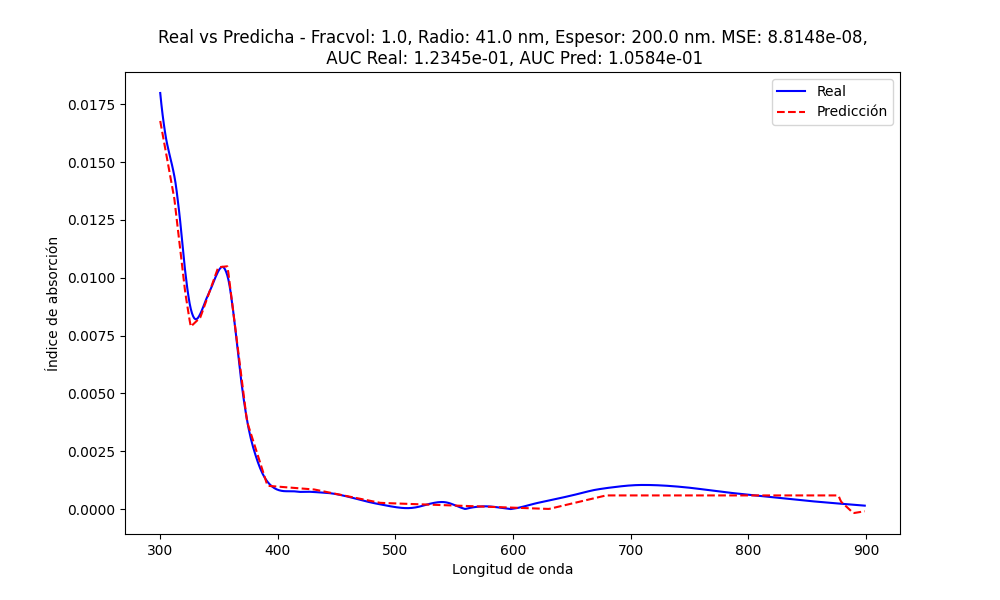 Real vs Predicha - Fracvol: 1.0, Radio: 41.0 nm, Espesor: 200.0 nm. MSE: 8.8148e-08,
AUC Real: 1.2345e-01, AUC Pred: 1.0584e-01
Real
Predicción
Índice de absorción
0.0175
0.0150
0.0125
0.0100
0.0075
0.0050
0.0025
0.0000
300 400 500 600 700 800 900
Longitud de onda